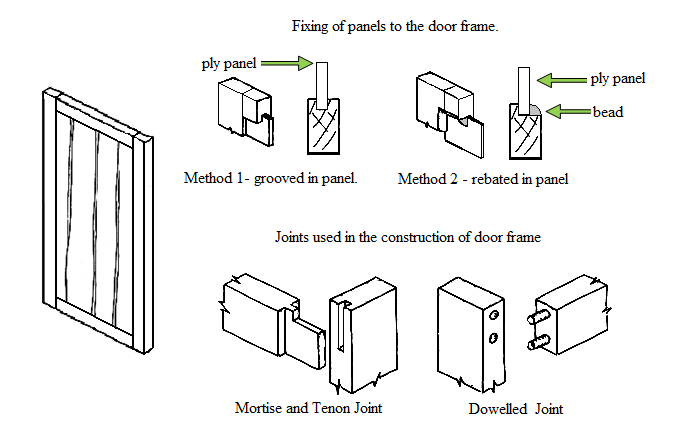 Fixing of panels to the door frame.
ply panel
ply panel
bead
Method 1- grooved in panel.
Method 2 - rebated in panel
Joints used in the construction of door frame
Mortise and Tenon Joint
Dowelled Joint